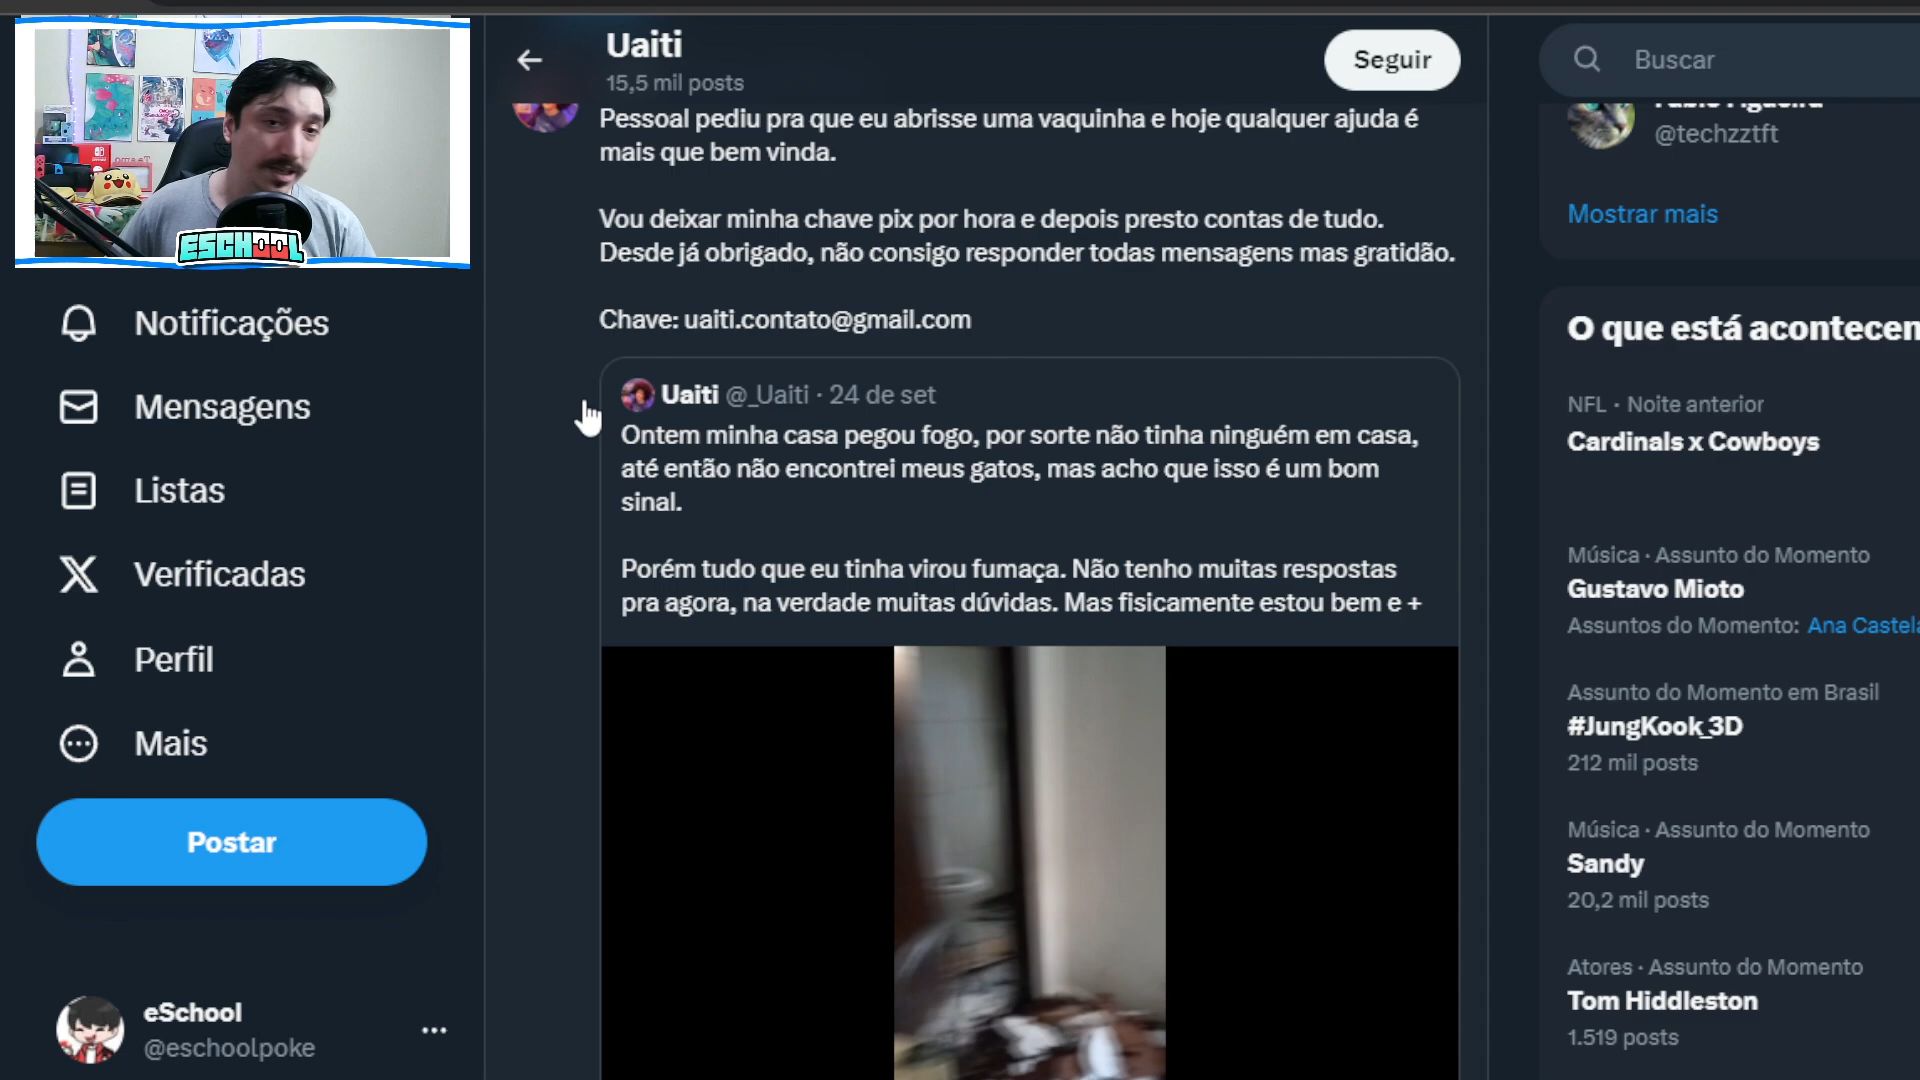 ESCHOOL
Notificações
Mensagens
Listas
Verificadas
Perfil
Mais
Postar
eSchool
@eschoolpoke
Uaiti
15,5 mil posts
Seguir
Pessoal pediu pra que eu abrisse uma vaquinha e hoje qualquer ajuda é
mais que bem vinda.
Vou deixar minha chave pix por hora e depois presto contas de tudo.
Desde já obrigado, não consigo responder todas mensagens mas gratidão.
Chave: uaiti.contato@gmail.com
Uaiti @_Uaiti · 24 de set
Ontem minha casa pegou fogo, por sorte não tinha ninguém em casa,
até então não encontrei meus gatos, mas acho que isso é um bom
sinal.
Porém tudo que eu tinha virou fumaça. Não tenho muitas respostas
pra agora, na verdade muitas dúvidas. Mas fisicamente estou bem e +
Buscar
@techzztft
Mostrar mais
O que está acontecen
NFL · Noite anterior
Cardinals x Cowboys
Música · Assunto do Momento
Gustavo Mioto
Assuntos do Momento: Ana Castela
Assunto do Momento em Brasil
#JungKook_3D
212 mil posts
Música · Assunto do Momento
Sandy
20,2 mil posts
Atores · Assunto do Momento
Tom Hiddleston
1.519 posts